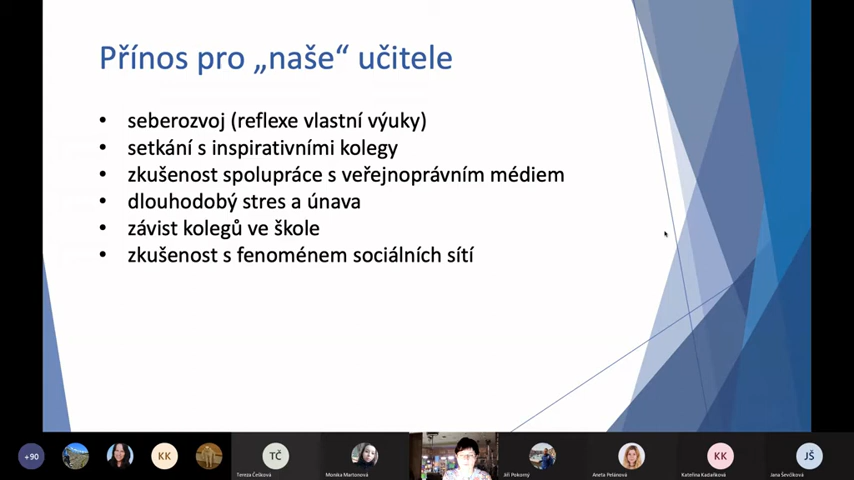 Přínos pro „naše“ učitele
• seberozvoj (reflexe vlastní výuky)
• setkání s inspirativními kolegy
• zkušenost spolupráce s veřejnoprávním médiem
• dlouhodobý stres a únava
• závist kolegů ve škole
• zkušenost s fenoménem sociálních sítí
+90
KK
TČ
KK
JŠ
Tereza Češková
Monika Martonová
Jiří Pokorný
Aneta Pelánová
Kateřina Kadaňková
Jana Ševčíková